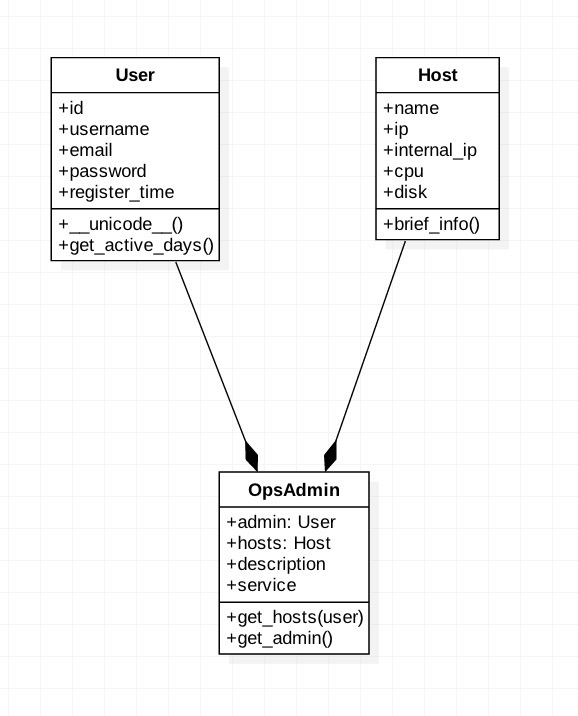 User
+id
+username
+email
+password
+register_time
+__unicode__()
+get_active_days()
Host
+name
+ip
+internal_ip
+cpu
+disk
+brief_info()
OpsAdmin
+admin: User
+hosts: Host
+description
+service
+get_hosts(user)
+get_admin()